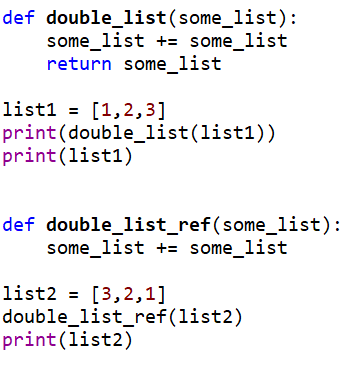 def double_list(some_list):
    some_list += some_list
    return some_list

list1 = [1,2,3]
print(double_list(list1))
print(list1)


def double_list_ref(some_list):
    some_list += some_list

list2 = [3,2,1]
double_list_ref(list2)
print(list2)